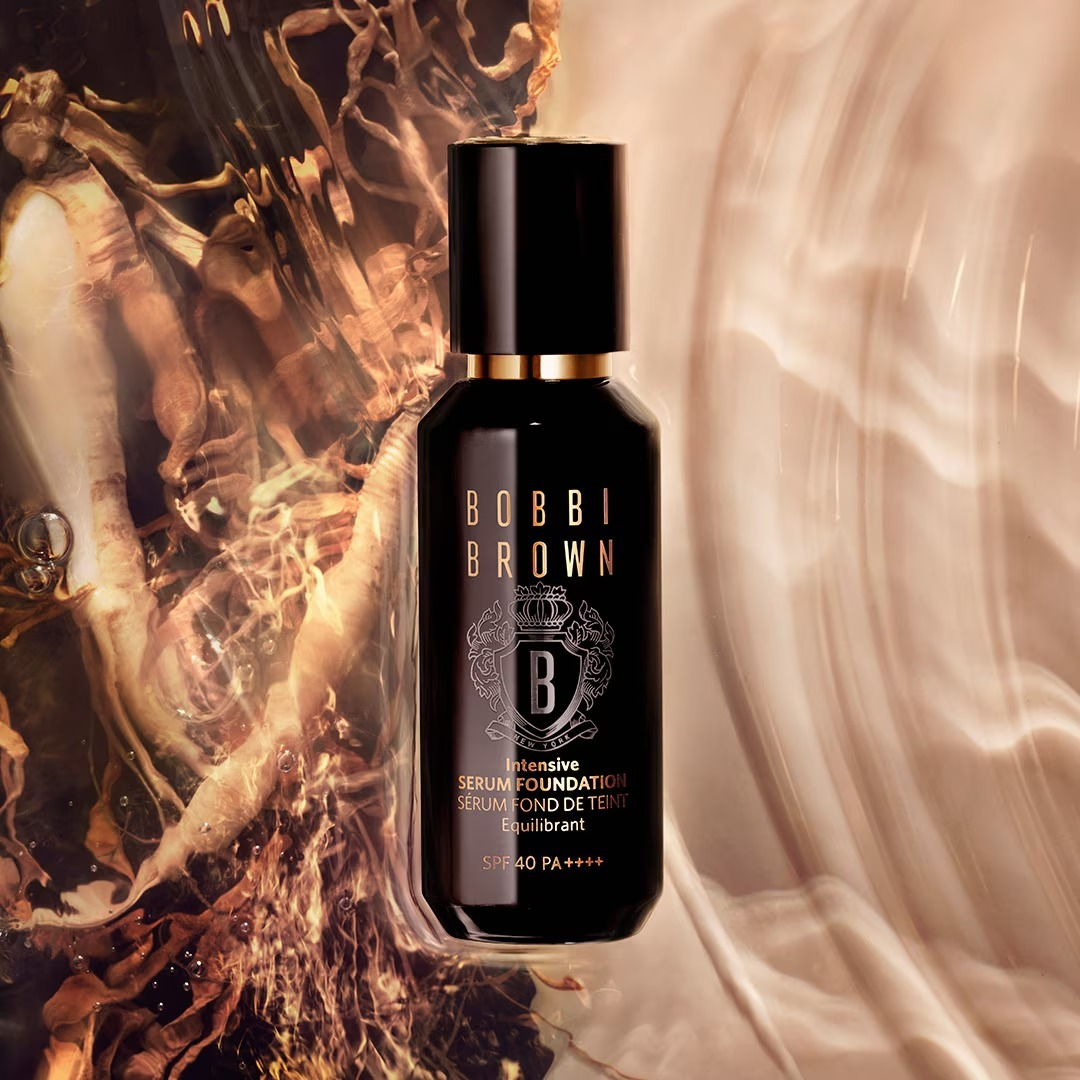 BOBBI
BROWN
B
NEW YORK
Intensive
SERUM FOUNDATION
SÉRUM FOND DE TEINT
Equilibrant
SPF 40 PA++++